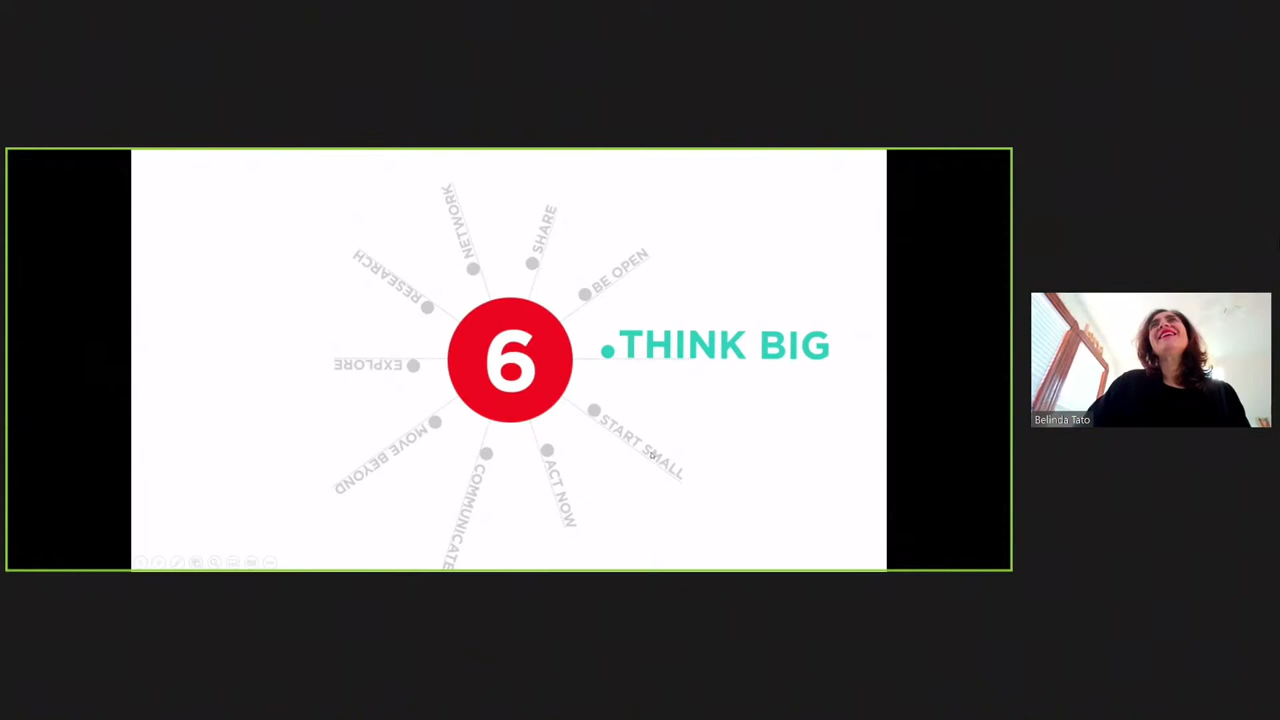 NETWORK
SHARE
BE OPEN
RESEARCH
6
THINK BIG
EXPLORE
START SMALL
MOVE BEYOND
COMMUNICATE
ACT NOW
Belinda Tato